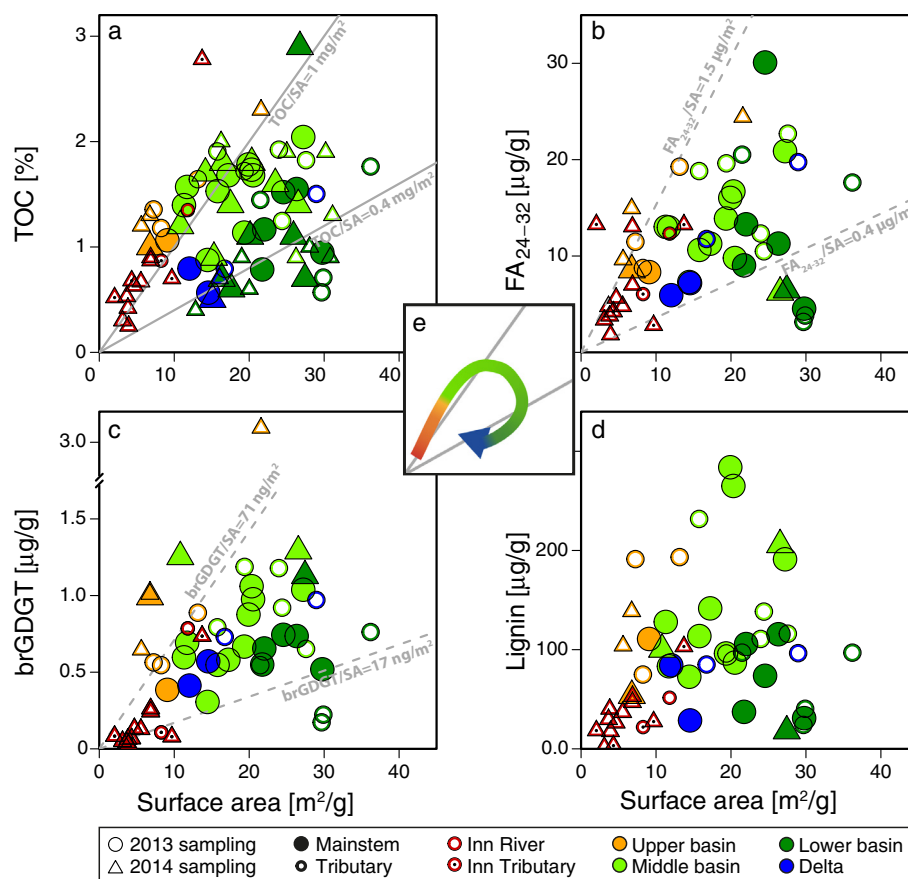 a
TOC/SA=1 mg/m²
TOC/SA=0.4 mg/m²
TOC [%]
3
2
1
0
0 10 20 30 40
b
FA24-32/SA=1.5 µg/m²
FA24-32/SA=0.4 µg/m²
FA24−32 [µg/g]
30
20
10
0
0 10 20 30 40
e
c
brGDGT/SA=71 ng/m²
brGDGT/SA=17 ng/m²
brGDGT [µg/g]
3.0
1.5
1.0
0.5
0
0 10 20 30 40
Surface area [m²/g]
d
Lignin [µg/g]
200
100
0.0
0 10 20 30 40
Surface area [m²/g]
2013 sampling Mainstem Inn River Upper basin Lower basin
2014 sampling Tributary Inn Tributary Middle basin Delta